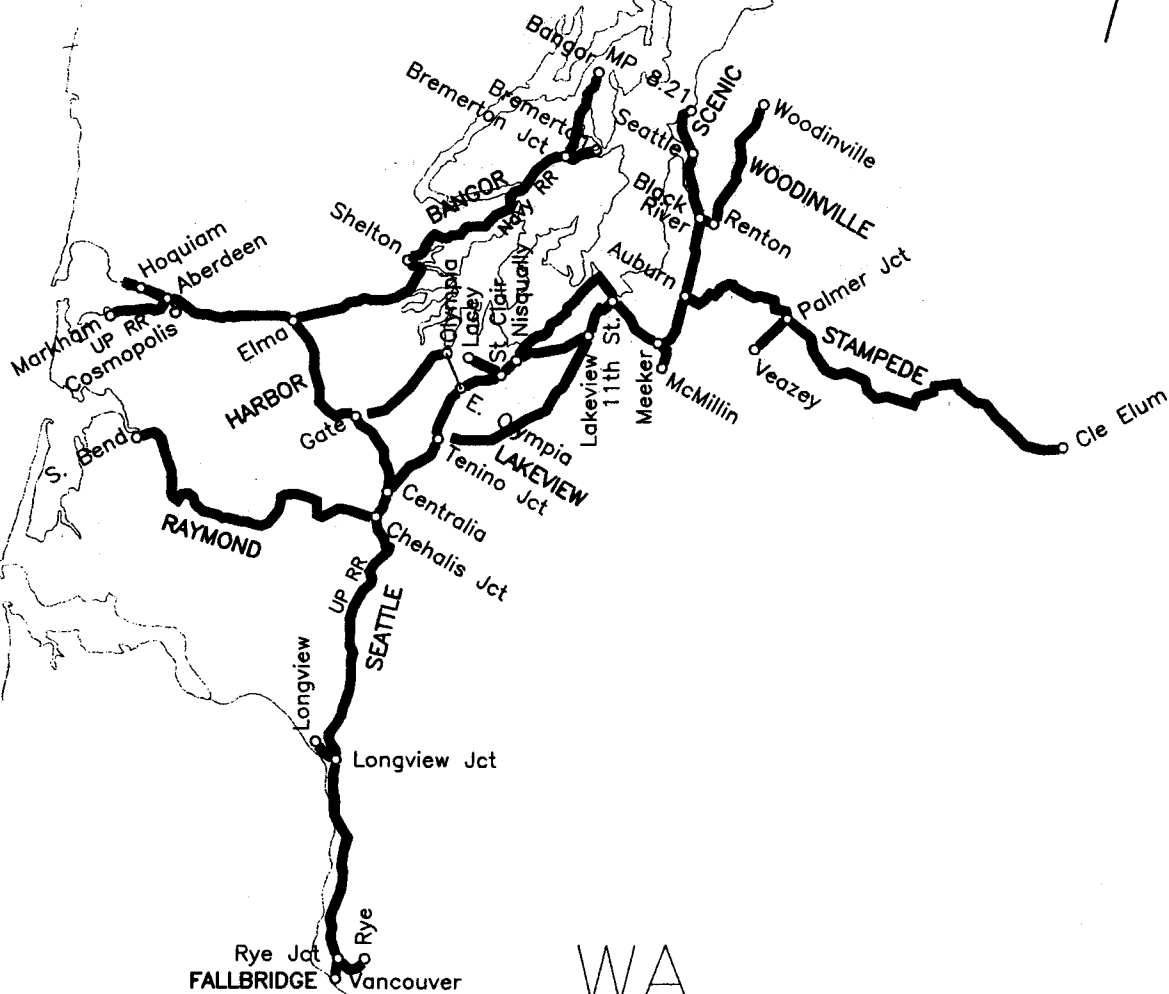 Bangor MP 8.21
Bremerton
Bremerton Jct
SCENIC
Seattle
Woodinville
WOODINVILLE
Black
River
Renton
BANGOR
Navy RR
Shelton
Hoquiam
Aberdeen
Auburn
Palmer Jct
Markham
UP RR
Cosmopolis
Elma
Olympia
Lacey
St. Clair
Nisqually
Lakeview
11th St.
Meeker
McMillin
Veazey
STAMPEDE
Cle Elum
HARBOR
Gate
E. Olympia
S. Bend
LAKEVIEW
Tenino Jct
RAYMOND
Centralia
Chehalis Jct
UP RR
SEATTLE
Longview
Longview Jct
Rye
Rye Jct
FALLBRIDGE
Vancouver
WA